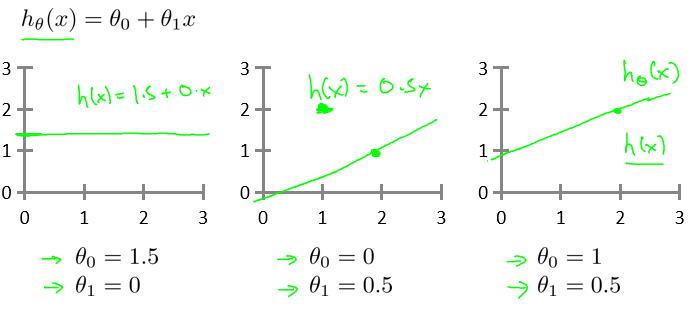 hθ(x) = θ₀ + θ₁x
3
2
1
0
0 1 2 3
h(x) = 1.5 + 0·x
3
2
1
0
0 1 2 3
h(x) = 0.5x
3
2
1
0
0 1 2 3
hθ(x)
h(x)
→ θ₀ = 1.5
→ θ₁ = 0
→ θ₀ = 0
→ θ₁ = 0.5
→ θ₀ = 1
→ θ₁ = 0.5